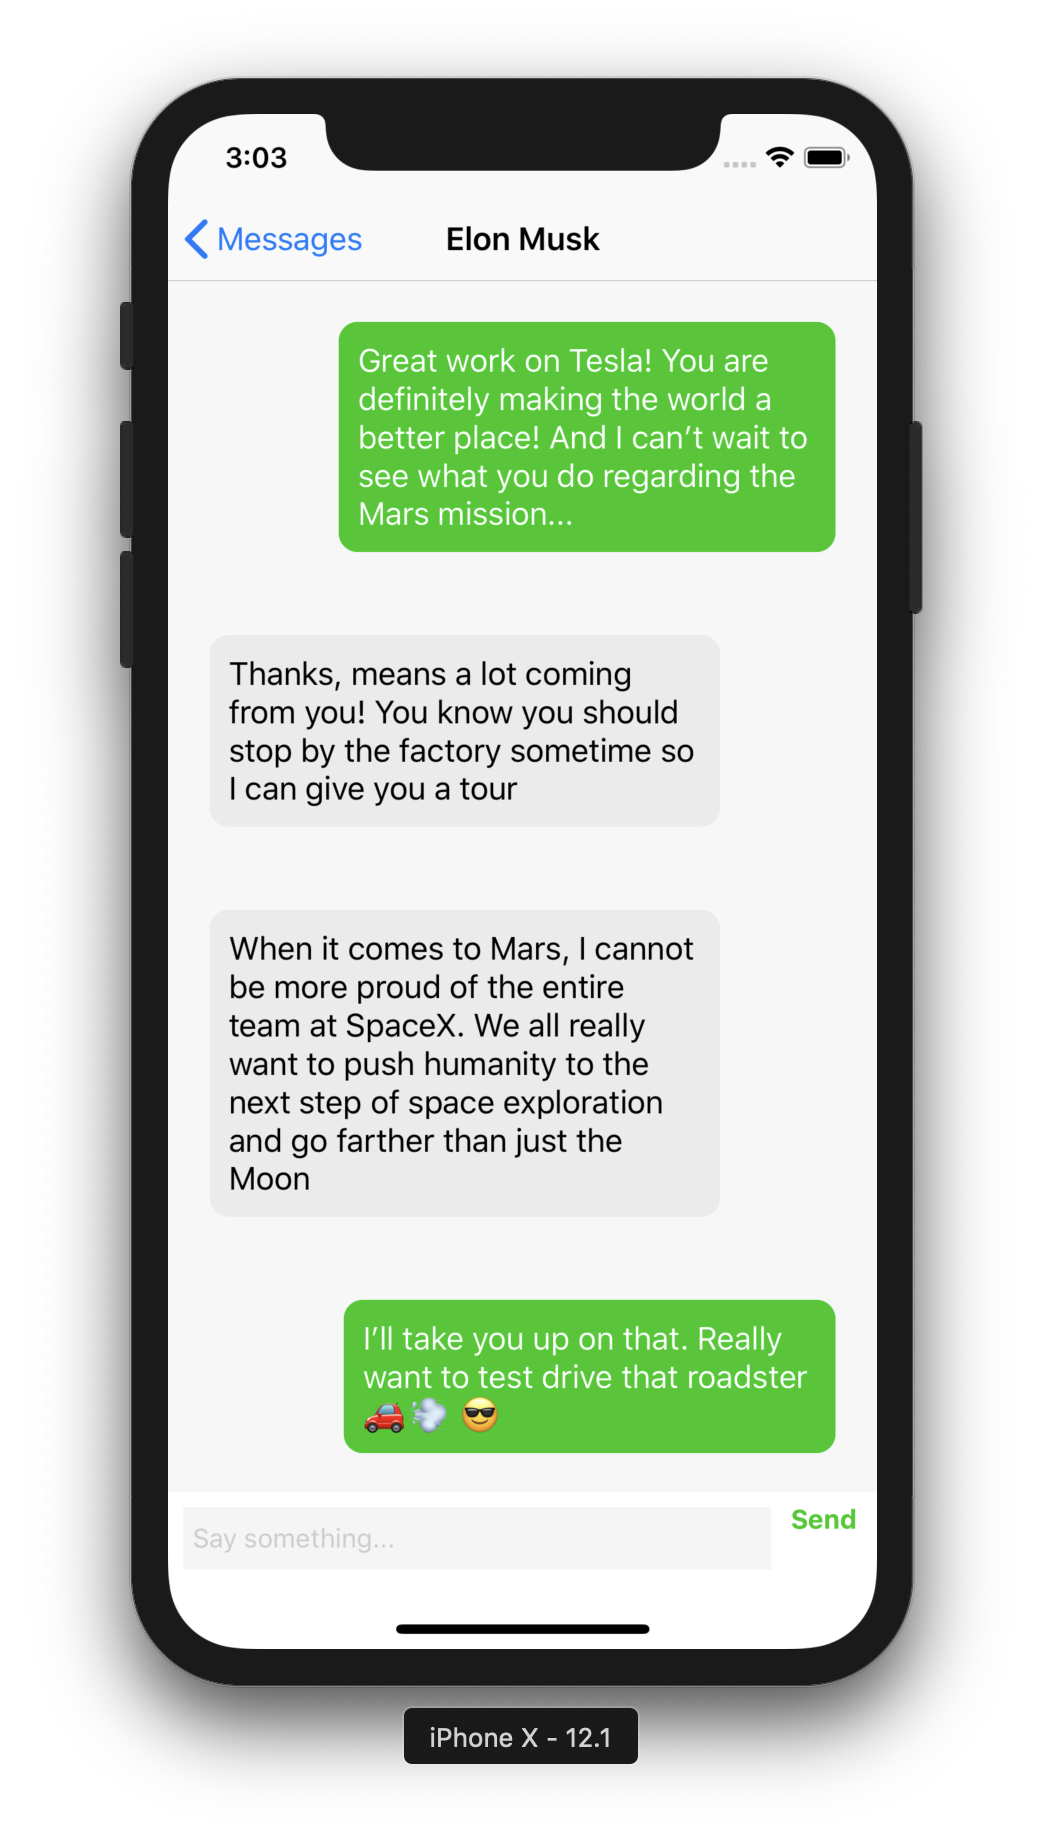 3:03
Messages
Elon Musk
Great work on Tesla! You are
definitely making the world a
better place! And I can’t wait to
see what you do regarding the
Mars mission...
Thanks, means a lot coming
from you! You know you should
stop by the factory sometime so
I can give you a tour
When it comes to Mars, I cannot
be more proud of the entire
team at SpaceX. We all really
want to push humanity to the
next step of space exploration
and go farther than just the
Moon
I’ll take you up on that. Really
want to test drive that roadster
🚗💨 😎
Say something...
Send
iPhone X - 12.1